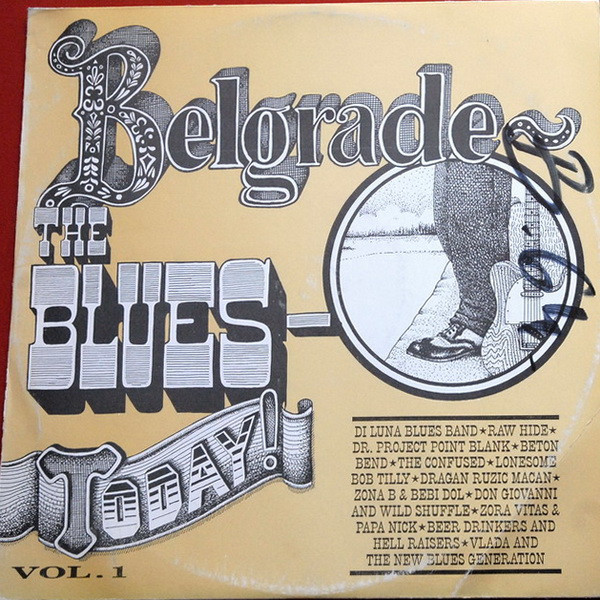 Belgrade
THE
BLUES-
TODAY!
DI LUNA BLUES BAND★RAW HIDE★
DR. PROJECT POINT BLANK★BETON
BEND★THE CONFUSED★LONESOME
BOB TILLY★DRAGAN RUZIC MACAN★
ZONA B & BEBI DOL★DON GIOVANNI
AND WILD SHUFFLE★ZORA VITAS &
PAPA NICK★BEER DRINKERS AND
HELL RAISERS★VLADA AND
THE NEW BLUES GENERATION
VOL.1